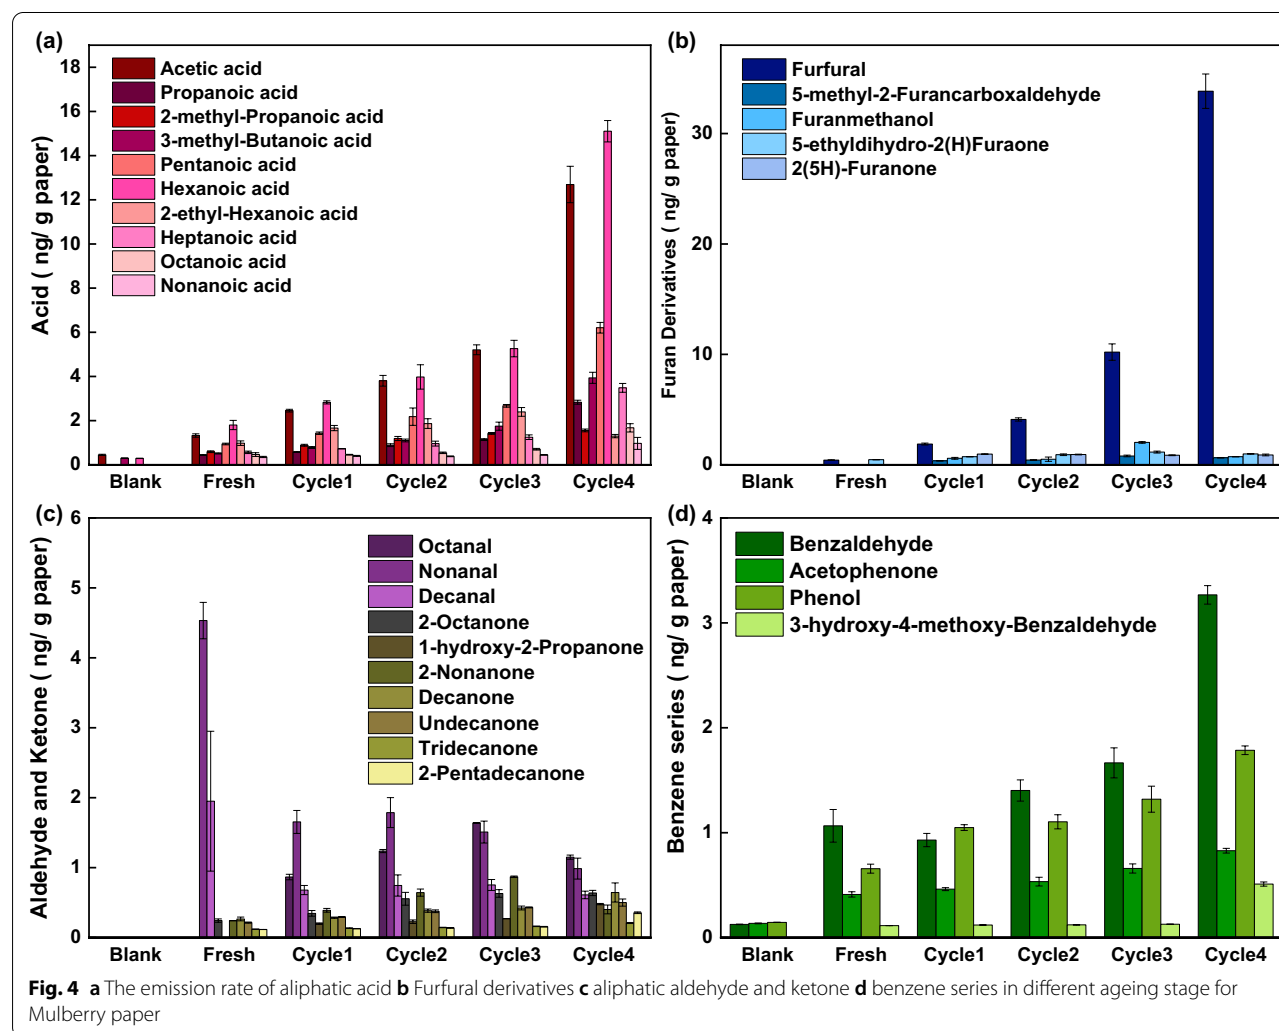 (a)
18
16
14
12
10
8
6
4
2
0
Acid ( ng/ g paper)
Acetic acid
Propanoic acid
2-methyl-Propanoic acid
3-methyl-Butanoic acid
Pentanoic acid
Hexanoic acid
2-ethyl-Hexanoic acid
Heptanoic acid
Octanoic acid
Nonanoic acid
Blank Fresh Cycle1 Cycle2 Cycle3 Cycle4
(b)
30
20
10
0
Furan Derivatives ( ng/ g paper)
Furfural
5-methyl-2-Furancarboxaldehyde
Furanmethanol
5-ethyldihydro-2(H)Furaone
2(5H)-Furanone
Blank Fresh Cycle1 Cycle2 Cycle3 Cycle4
(c)
6
5
4
3
2
1
0
Aldehyde and Ketone ( ng/ g paper)
Octanal
Nonanal
Decanal
2-Octanone
1-hydroxy-2-Propanone
2-Nonanone
Decanone
Undecanone
Tridecanone
2-Pentadecanone
Blank Fresh Cycle1 Cycle2 Cycle3 Cycle4
(d)
4
3
2
1
0
Benzene series ( ng/ g paper)
Benzaldehyde
Acetophenone
Phenol
3-hydroxy-4-methoxy-Benzaldehyde
Blank Fresh Cycle1 Cycle2 Cycle3 Cycle4
Fig. 4 a The emission rate of aliphatic acid b Furfural derivatives c aliphatic aldehyde and ketone d benzene series in different ageing stage for
Mulberry paper